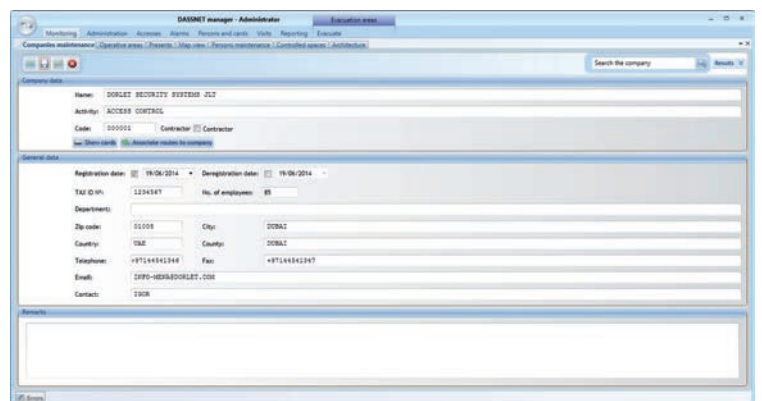 DASSNET manager - Administrator Evacuation areas
Monitoring Administration Accesses Alarms Persons and cards Visits Reporting Evacuate
Companies maintenance Operative areas Presents Map view Persons maintenance Controlled spaces Architecture
Search the company Results
Company data
Name: DORLET SECURITY SYSTEMS JLT
Activity: ACCESS CONTROL
Code: 000001 Contractor Contractor
Show cards Associate routes to company
General data
Registration date: 19/06/2014 Deregistration date: 19/06/2014
TAX ID Nº: 1234567 No. of employees: 85
Department:
Zip code: 01008 City: DUBAI
Country: UAE County: DUBAI
Telephone: +97144541346 Fax: +97144541347
Email: INFO-MENA@DORLET.COM
Contact: IGOR
Remarks
Errors